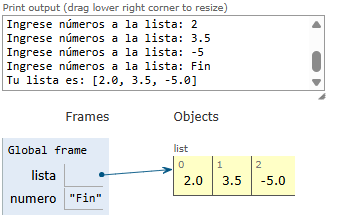 Print output (drag lower right corner to resize)
Ingrese números a la lista: 2
Ingrese números a la lista: 3.5
Ingrese números a la lista: -5
Ingrese números a la lista: Fin
Tu lista es: [2.0, 3.5, -5.0]
Frames Objects
Global frame
lista
numero "Fin"
list
0 1 2
2.0 3.5 -5.0